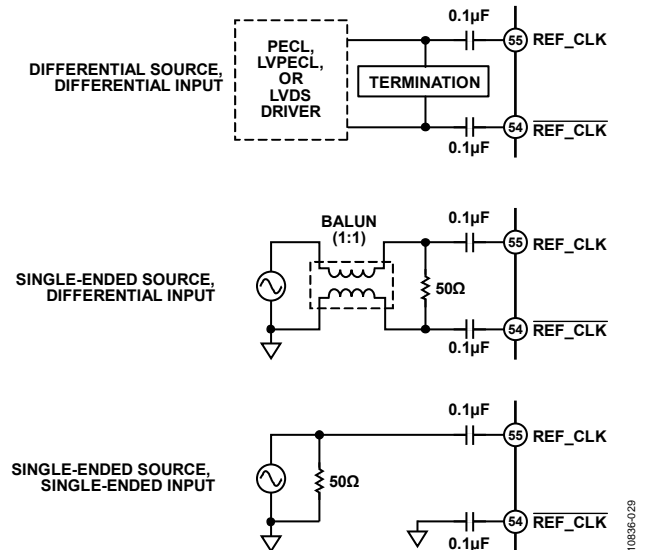 DIFFERENTIAL SOURCE,
DIFFERENTIAL INPUT
PECL,
LVPECL,
OR
LVDS
DRIVER
TERMINATION
0.1µF
55 REF_CLK
54 REF_CLK
0.1µF
SINGLE-ENDED SOURCE,
DIFFERENTIAL INPUT
BALUN
(1:1)
50Ω
0.1µF
55 REF_CLK
54 REF_CLK
0.1µF
SINGLE-ENDED SOURCE,
SINGLE-ENDED INPUT
50Ω
0.1µF
55 REF_CLK
54 REF_CLK
0.1µF
10836-029